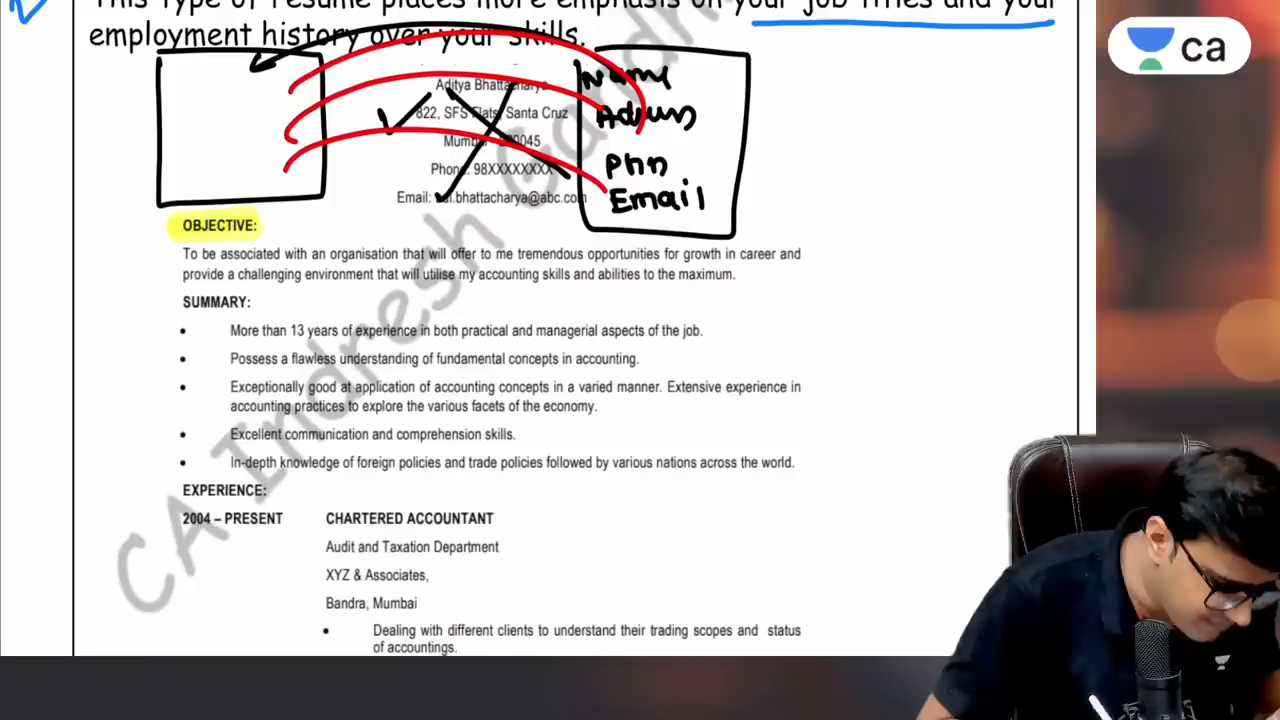 This type of resume places more emphasis on your job titles and your
employment history over your skills.
ca
Name
Aditya Bhattacharya
822, SFS Flats, Santa Cruz
Mumbai
Phone: 98XXXXXXXX
Phn
Email: .bhattacharya@abc.com
Email
OBJECTIVE:
To be associated with an organisation that will offer to me tremendous opportunities for growth in career and
provide a challenging environment that will utilise my accounting skills and abilities to the maximum.
SUMMARY:
• More than 13 years of experience in both practical and managerial aspects of the job.
• Possess a flawless understanding of fundamental concepts in accounting.
• Exceptionally good at application of accounting concepts in a varied manner. Extensive experience in
accounting practices to explore the various facets of the economy.
• Excellent communication and comprehension skills.
• In-depth knowledge of foreign policies and trade policies followed by various nations across the world.
EXPERIENCE:
2004 – PRESENT CHARTERED ACCOUNTANT
Audit and Taxation Department
XYZ & Associates,
Bandra, Mumbai
• Dealing with different clients to understand their trading scopes and status
of accountings.
CA Indresh Gandhi